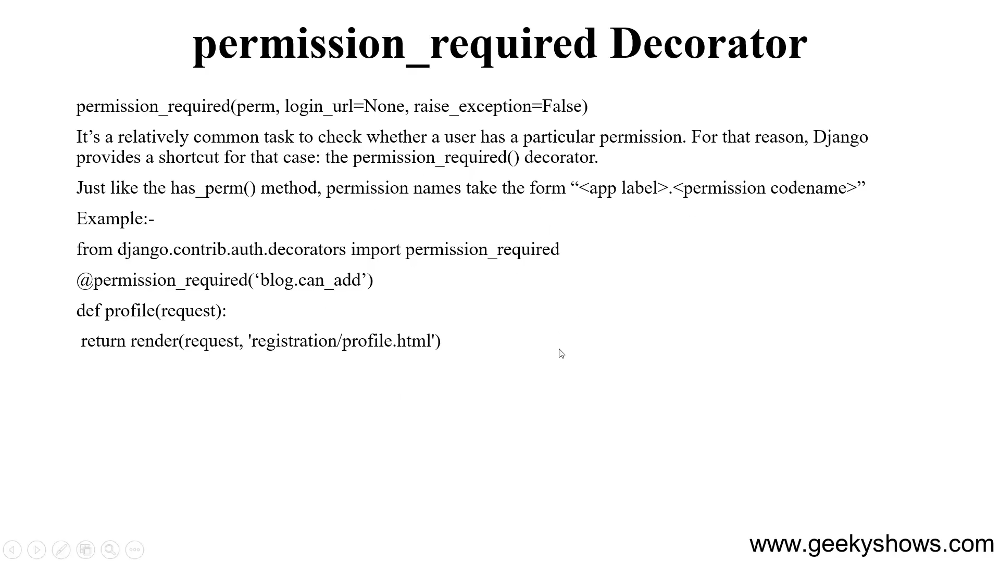 permission_required Decorator
permission_required(perm, login_url=None, raise_exception=False)
It’s a relatively common task to check whether a user has a particular permission. For that reason, Django
provides a shortcut for that case: the permission_required() decorator.
Just like the has_perm() method, permission names take the form “<app label>.<permission codename>”
Example:-
from django.contrib.auth.decorators import permission_required
@permission_required(‘blog.can_add’)
def profile(request):
 return render(request, 'registration/profile.html')
www.geekyshows.com